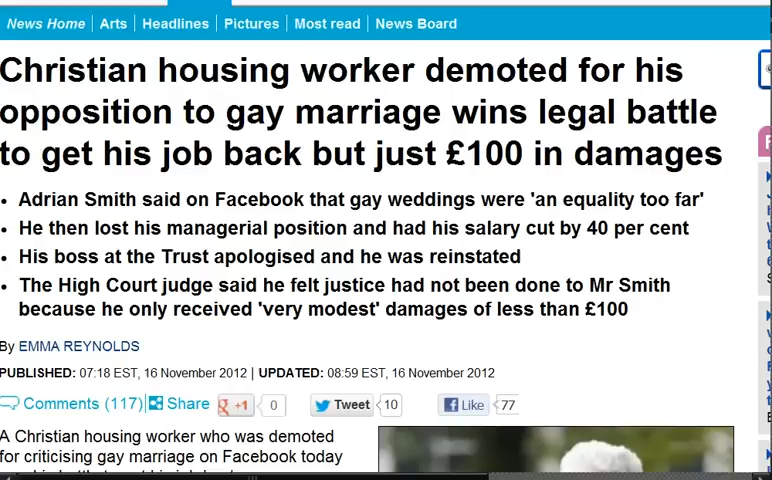 News Home | Arts | Headlines | Pictures | Most read | News Board
Christian housing worker demoted for his
opposition to gay marriage wins legal battle
to get his job back but just £100 in damages
• Adrian Smith said on Facebook that gay weddings were 'an equality too far'
• He then lost his managerial position and had his salary cut by 40 per cent
• His boss at the Trust apologised and he was reinstated
• The High Court judge said he felt justice had not been done to Mr Smith
because he only received 'very modest' damages of less than £100
By EMMA REYNOLDS
PUBLISHED: 07:18 EST, 16 November 2012 | UPDATED: 08:59 EST, 16 November 2012
Comments (117) Share +1 0 Tweet 10 Like 77
A Christian housing worker who was demoted
for criticising gay marriage on Facebook today